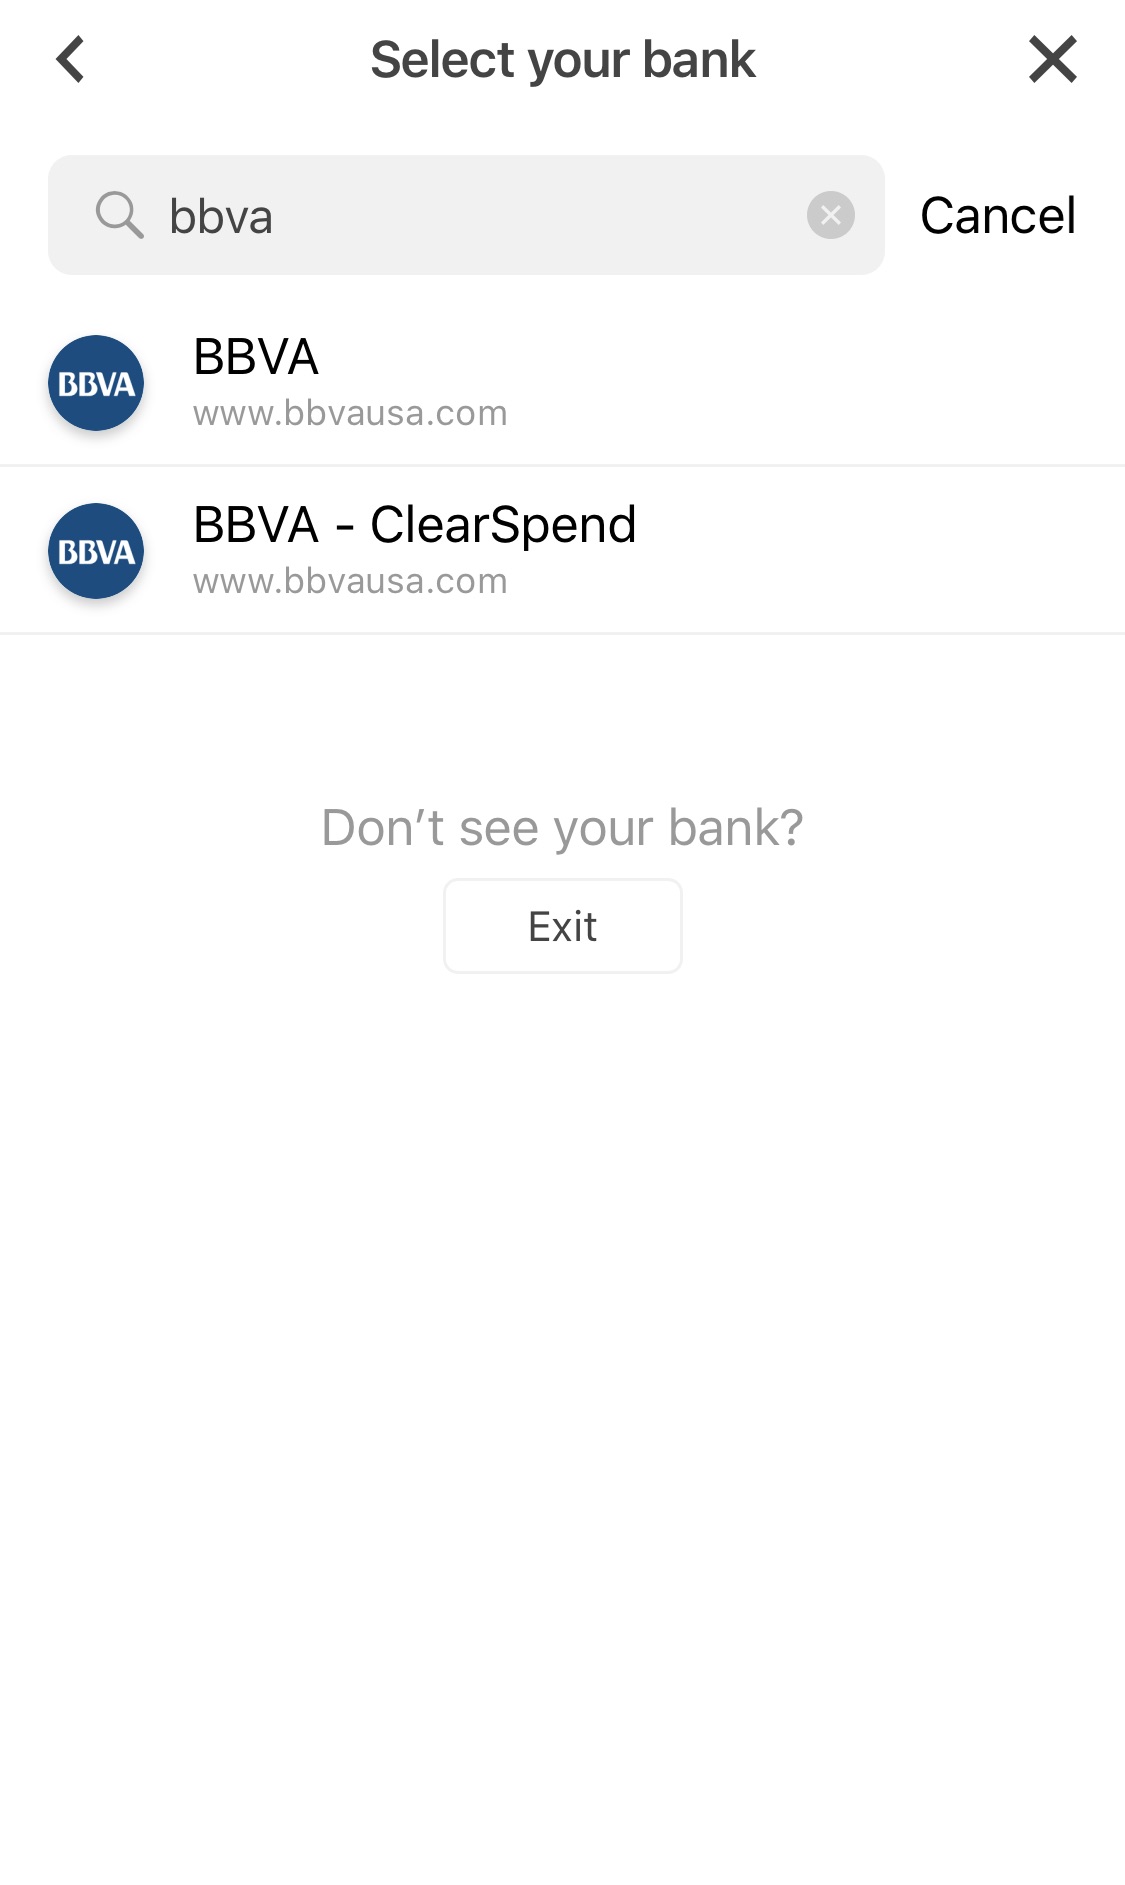 Select your bank
bbva
Cancel
BBVA
BBVA
www.bbvausa.com
BBVA
BBVA - ClearSpend
www.bbvausa.com
Don’t see your bank?
Exit